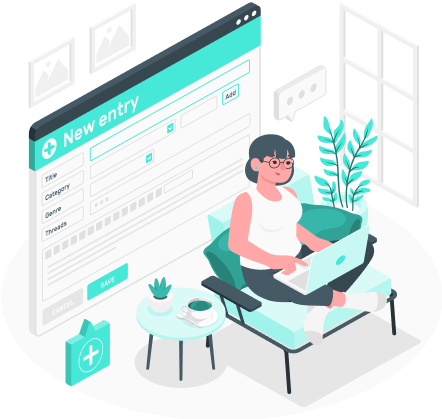 New entry
Title
Add
Category
Genre
Threads
CANCEL
SAVE